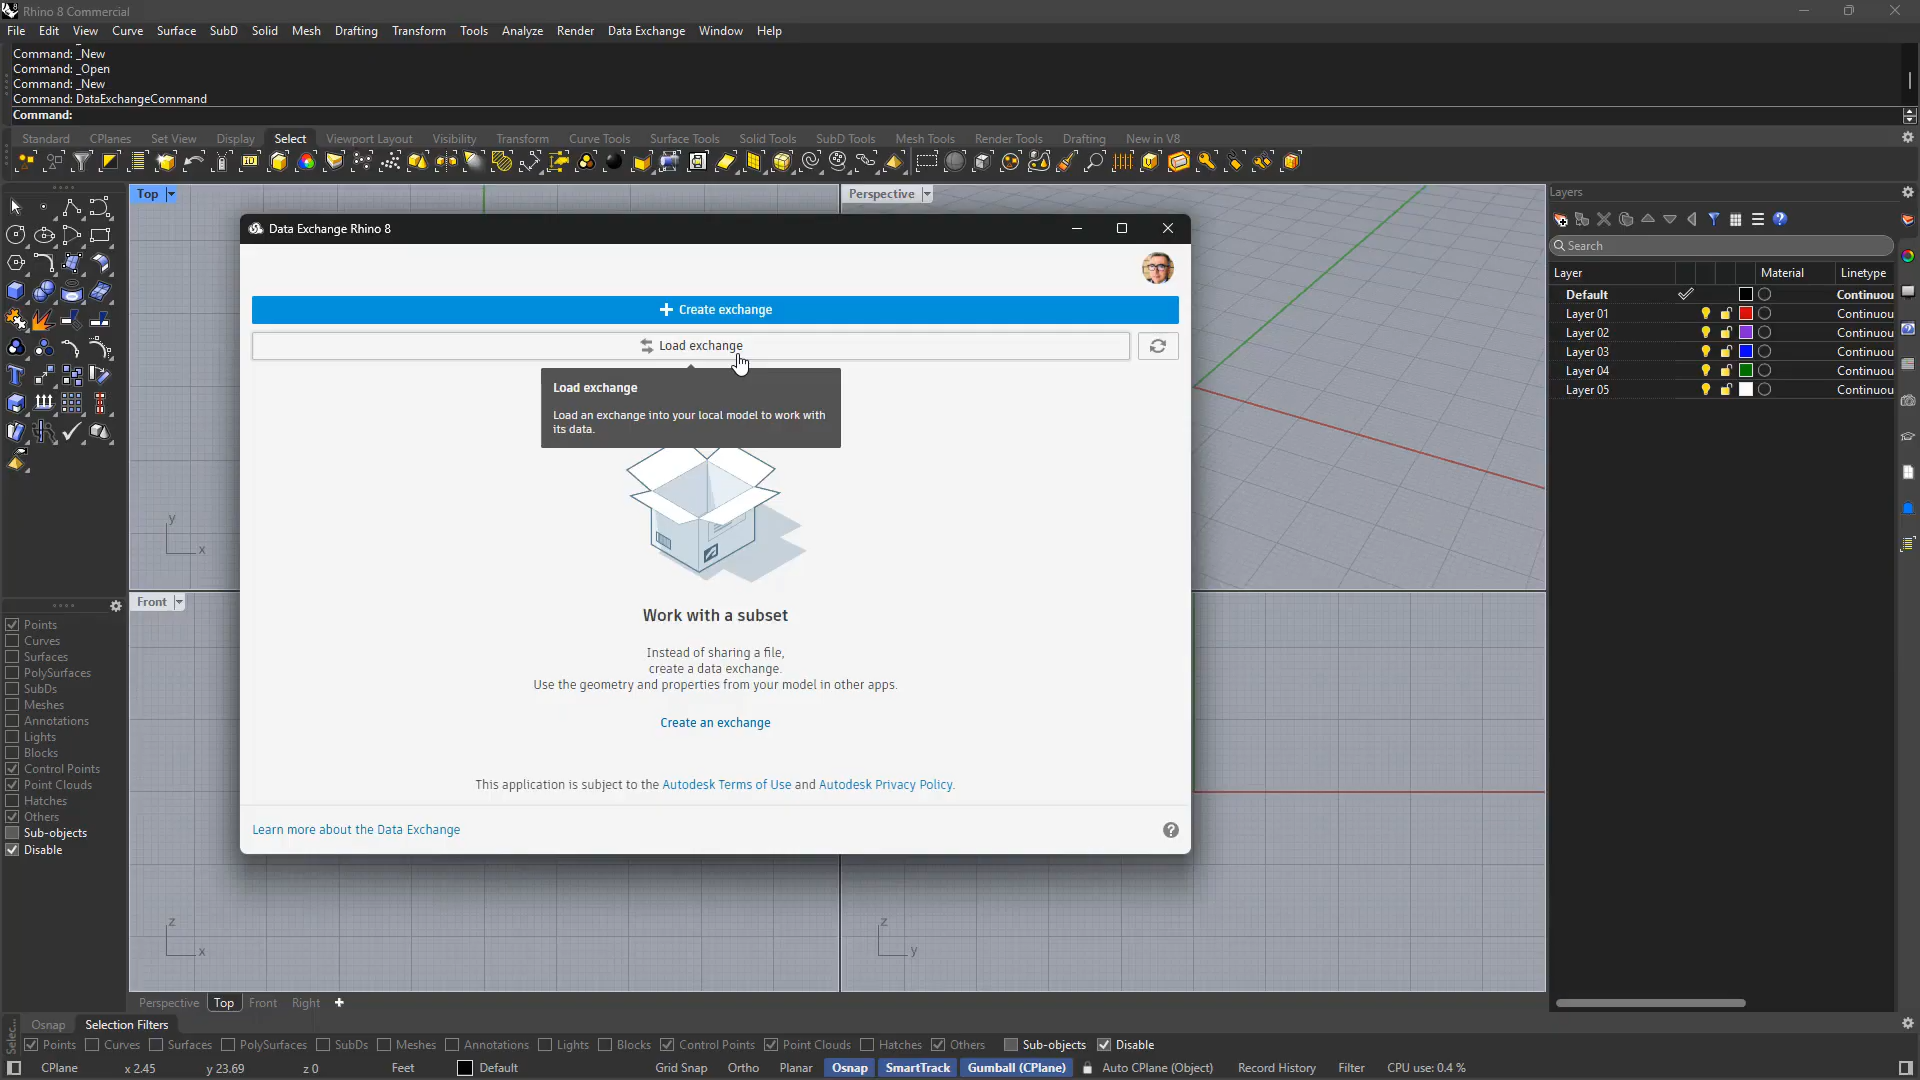 Rhino 8 Commercial
File Edit View Curve Surface SubD Solid Mesh Drafting Transform Tools Analyze Render Data Exchange Window Help
Command: _New
Command: _Open
Command: _New
Command: DataExchangeCommand
Command:
Standard CPlanes Set View Display Select Viewport Layout Visibility Transform Curve Tools Surface Tools Solid Tools SubD Tools Mesh Tools Render Tools Drafting New in V8
Top
Perspective
Layers
Search
Layer Material Linetype
Default Continuou
Layer 01 Continuou
Layer 02 Continuou
Layer 03 Continuou
Layer 04 Continuou
Layer 05 Continuou
Data Exchange Rhino 8
Create exchange
Load exchange
Load exchange
Load an exchange into your local model to work with
its data.
Work with a subset
Instead of sharing a file,
create a data exchange.
Use the geometry and properties from your model in other apps.
Create an exchange
This application is subject to the Autodesk Terms of Use and Autodesk Privacy Policy.
Learn more about the Data Exchange
y
x
Front
Points
Curves
Surfaces
PolySurfaces
SubDs
Meshes
Annotations
Lights
Blocks
Control Points
Point Clouds
Hatches
Others
Sub-objects
Disable
z
x
z
y
Perspective Top Front Right
Selec...
Osnap Selection Filters
Points Curves Surfaces PolySurfaces SubDs Meshes Annotations Lights Blocks Control Points Point Clouds Hatches Others Sub-objects Disable
CPlane x 2.45 y 23.69 z 0 Feet Default Grid Snap Ortho Planar Osnap SmartTrack Gumball (CPlane) Auto CPlane (Object) Record History Filter CPU use: 0.4 %